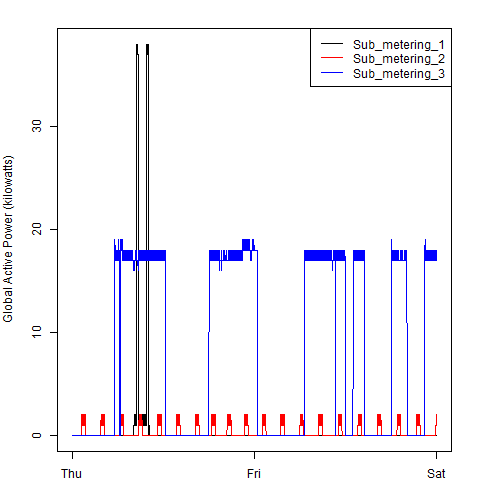 Sub_metering_1
Sub_metering_2
Sub_metering_3
Global Active Power (kilowatts)
30
20
10
0
Thu Fri Sat